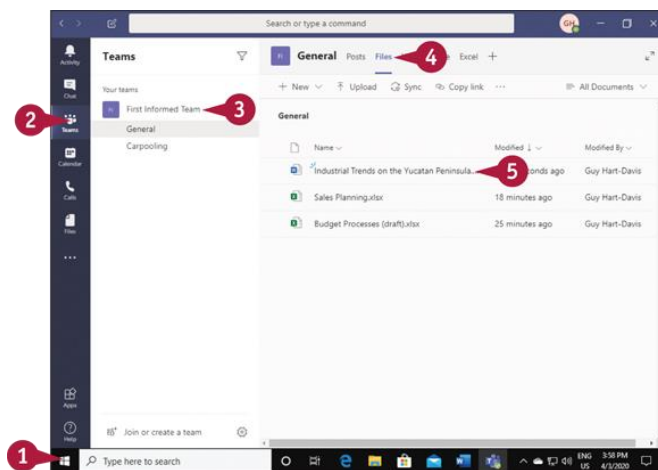 Search or type a command
GH
Activity
Chat
Teams
Calendar
Calls
Files
Apps
Help
Teams
Your teams
First Informed Team
General
Carpooling
Join or create a team
General Posts Files Excel
New Upload Sync Copy link All Documents
General
Name Modified Modified By
Industrial Trends on the Yucatan Peninsula... onds ago Guy Hart-Davis
Sales Planning.xlsx 18 minutes ago Guy Hart-Davis
Budget Processes (draft).xlsx 25 minutes ago Guy Hart-Davis
1
2
3
4
5
Type here to search
ENG US
3:58 PM
4/3/2020